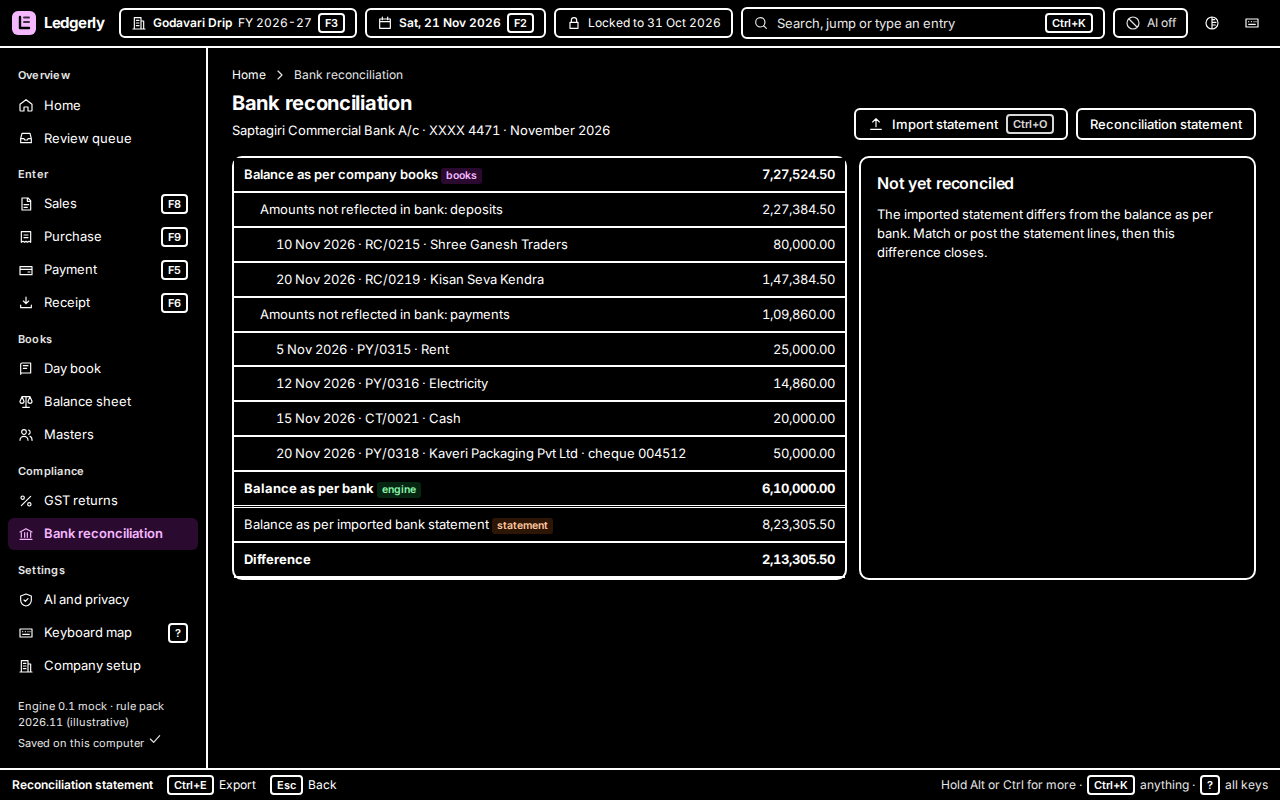 Ledgerly
Godavari Drip FY 2026-27 F3
Sat, 21 Nov 2026 F2
Locked to 31 Oct 2026
Search, jump or type an entry Ctrl+K
AI off
Overview
Home
Review queue
Enter
Sales F8
Purchase F9
Payment F5
Receipt F6
Books
Day book
Balance sheet
Masters
Compliance
GST returns
Bank reconciliation
Settings
AI and privacy
Keyboard map ?
Company setup
Engine 0.1 mock · rule pack
2026.11 (illustrative)
Saved on this computer
Home > Bank reconciliation
Bank reconciliation
Saptagiri Commercial Bank A/c · XXXX 4471 · November 2026
Import statement Ctrl+O
Reconciliation statement
Balance as per company books books 7,27,524.50
Amounts not reflected in bank: deposits 2,27,384.50
10 Nov 2026 · RC/0215 · Shree Ganesh Traders 80,000.00
20 Nov 2026 · RC/0219 · Kisan Seva Kendra 1,47,384.50
Amounts not reflected in bank: payments 1,09,860.00
5 Nov 2026 · PY/0315 · Rent 25,000.00
12 Nov 2026 · PY/0316 · Electricity 14,860.00
15 Nov 2026 · CT/0021 · Cash 20,000.00
20 Nov 2026 · PY/0318 · Kaveri Packaging Pvt Ltd · cheque 004512 50,000.00
Balance as per bank engine 6,10,000.00
Balance as per imported bank statement statement 8,23,305.50
Difference 2,13,305.50
Not yet reconciled
The imported statement differs from the balance as per
bank. Match or post the statement lines, then this
difference closes.
Reconciliation statement Ctrl+E Export Esc Back
Hold Alt or Ctrl for more · Ctrl+K anything · ? all keys